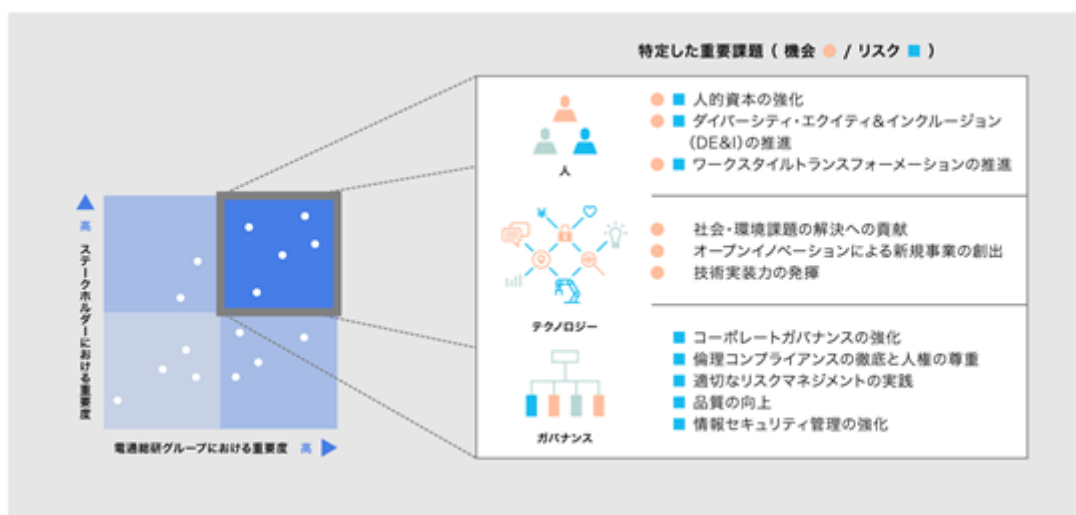 特定した重要課題 ( 機会 ● / リスク ■ )
人的資本の強化
ダイバーシティ・エクイティ&インクルージョン
(DE&I)の推進
ワークスタイルトランスフォーメーションの推進
人
社会・環境課題の解決への貢献
オープンイノベーションによる新規事業の創出
技術実装力の発揮
テクノロジー
コーポレートガバナンスの強化
倫理コンプライアンスの徹底と人権の尊重
適切なリスクマネジメントの実践
品質の向上
情報セキュリティ管理の強化
ガバナンス
高
ステークホルダーにおける重要度
電通総研グループにおける重要度 高
¥